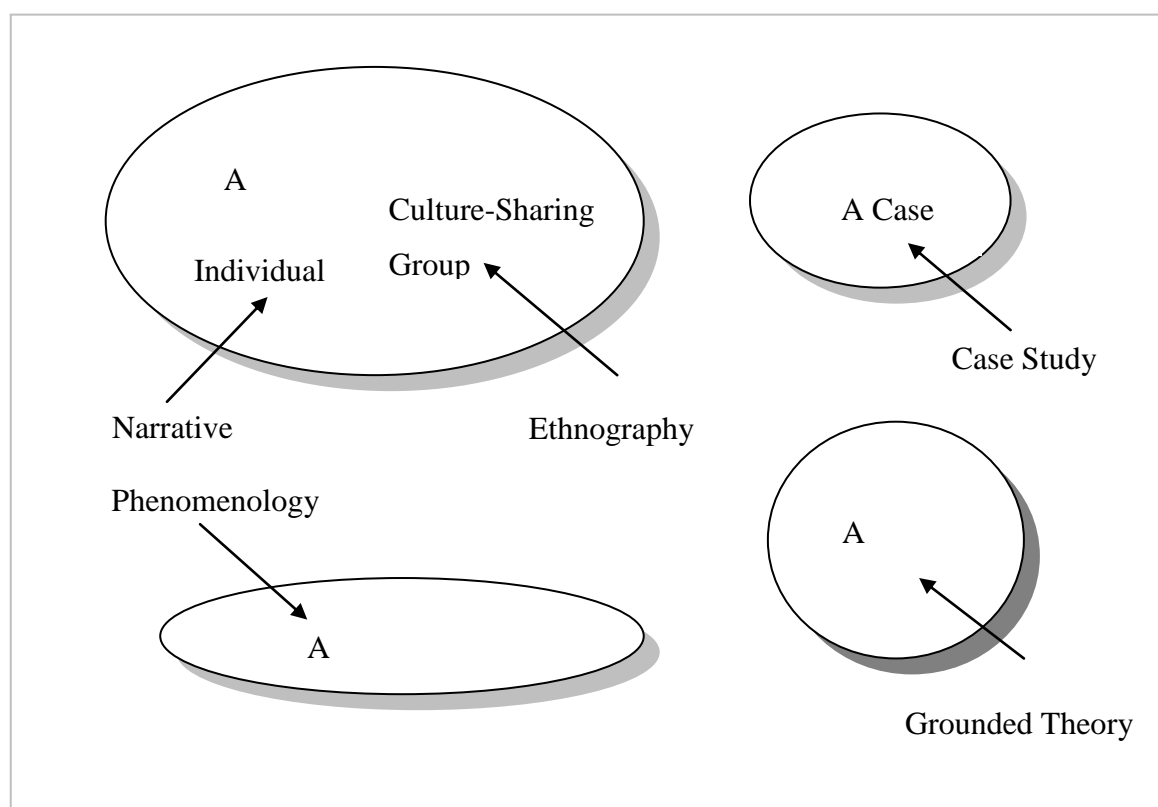 A
Individual
Culture-Sharing
Group
Narrative
Ethnography
A Case
Case Study
Phenomenology
A
A
Grounded Theory